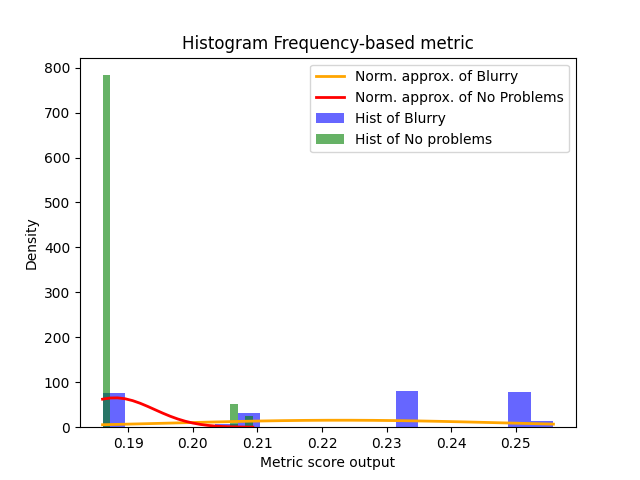 Histogram Frequency-based metric
Norm. approx. of Blurry
Norm. approx. of No Problems
Hist of Blurry
Hist of No problems
800
700
600
500
400
300
200
100
0
Density
0.19 0.20 0.21 0.22 0.23 0.24 0.25
Metric score output